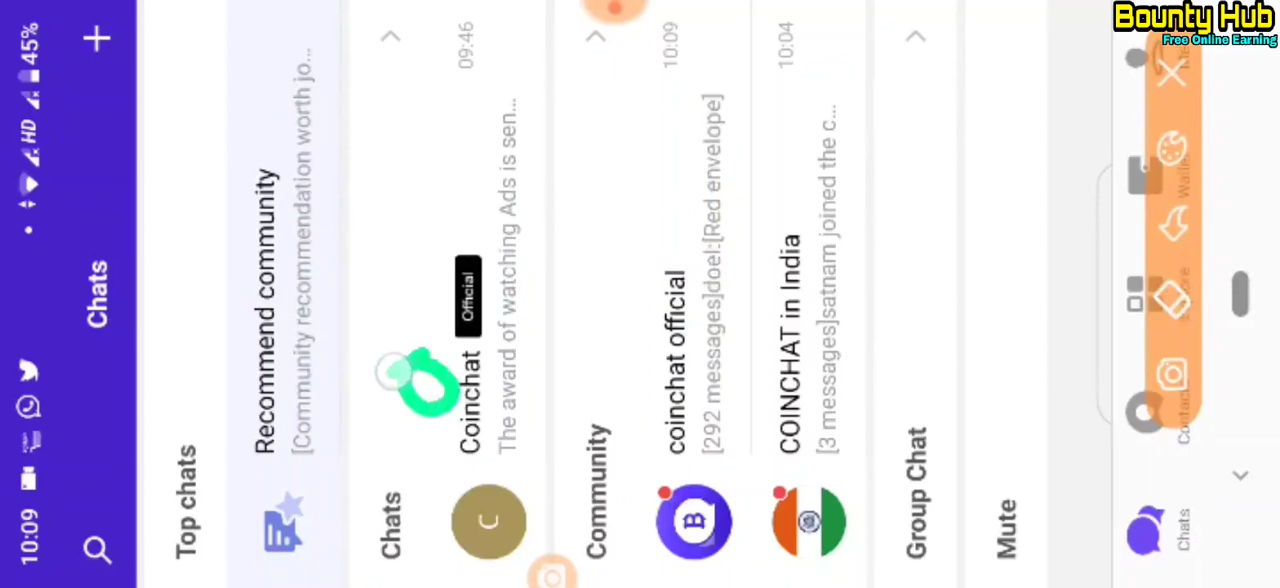 Bounty Hub
Free Online Earning
10:09
HD
45%
Chats
Top chats
Recommend community
[Community recommendation worth jo...
Chats
Coinchat
Official
09:46
The award of watching Ads is sen...
C
Community
coinchat official
10:09
[292 messages]doel:[Red envelope]
B
COINCHAT in India
10:04
[3 messages]satnam joined the c...
Group Chat
Mute
Chats